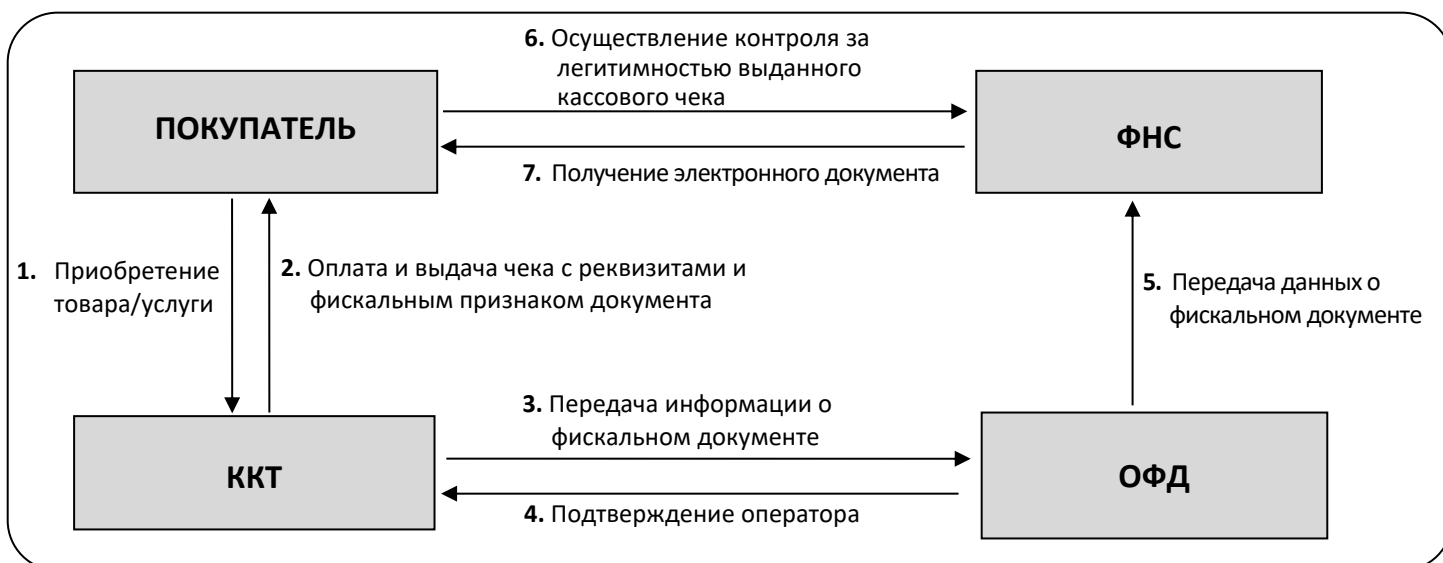 6. Осуществление контроля за
легитимностью выданного
кассового чека
ПОКУПАТЕЛЬ
ФНС
7. Получение электронного документа
1. Приобретение
товара/услуги
2. Оплата и выдача чека с реквизитами и
фискальным признаком документа
5. Передача данных о
фискальном документе
3. Передача информации о
фискальном документе
ККТ
ОФД
4. Подтверждение оператора